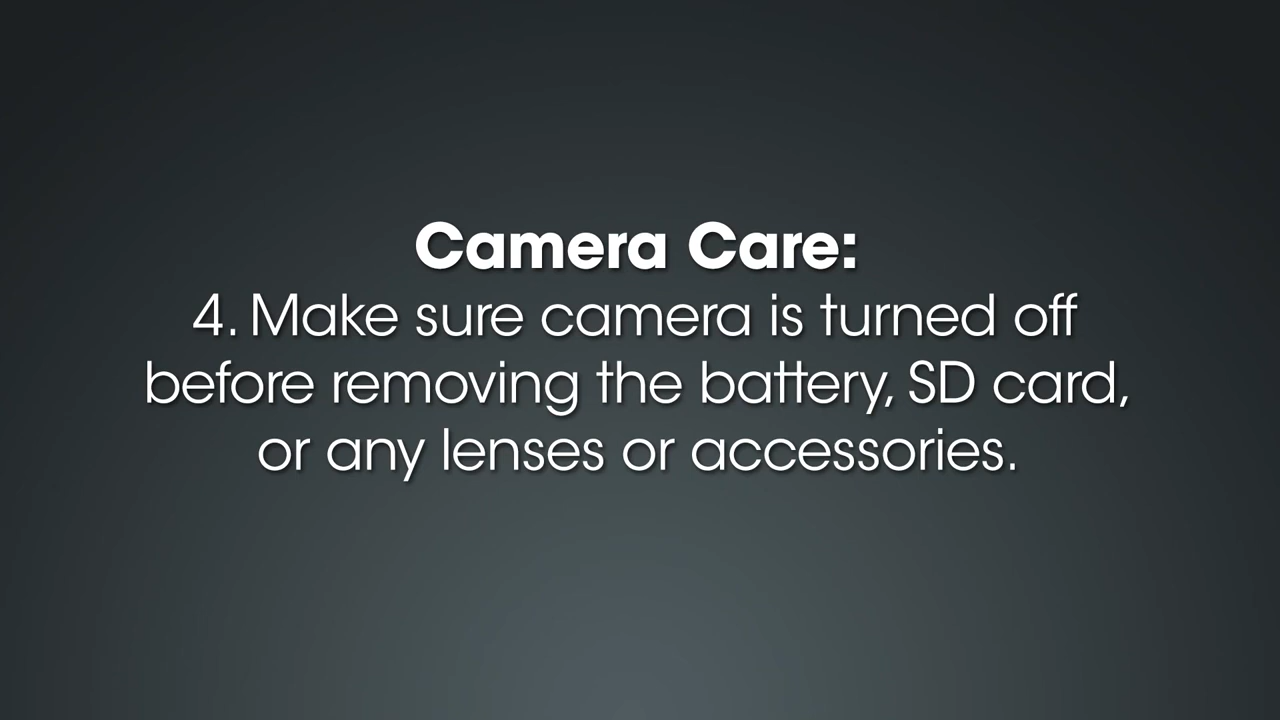 Camera Care:
4. Make sure camera is turned off
before removing the battery, SD card,
or any lenses or accessories.